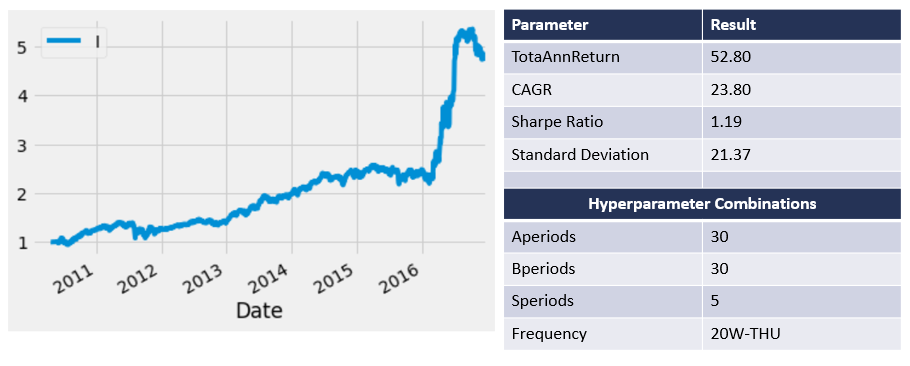 I
5
4
3
2
1
2011
2012
2013
2014
2015
2016
Date
Parameter Result
TotaAnnReturn 52.80
CAGR 23.80
Sharpe Ratio 1.19
Standard Deviation 21.37
Hyperparameter Combinations
Aperiods 30
Bperiods 30
Speriods 5
Frequency 20W-THU